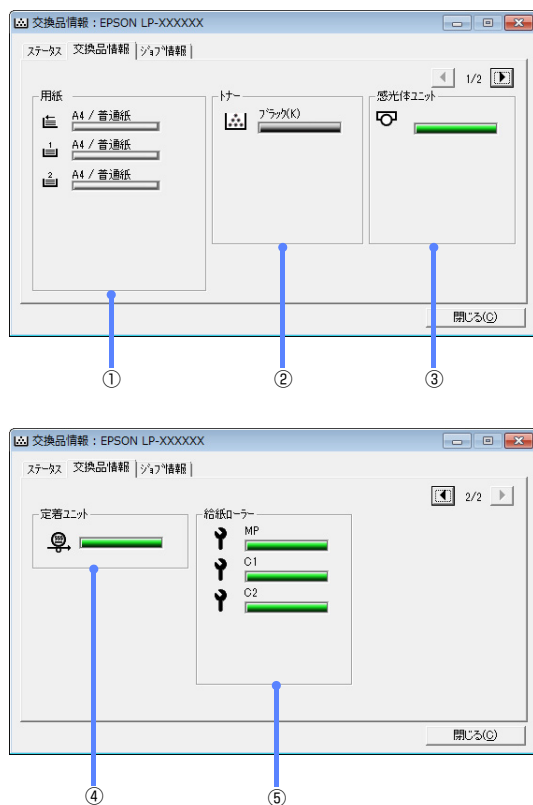 交換品情報：EPSON LP-XXXXXX
ステータス 交換品情報 ジョブ情報
1/2
用紙
A4 / 普通紙
1 A4 / 普通紙
2 A4 / 普通紙
トナー
ブラック(K)
感光体ユニット
閉じる(C)
① ② ③
交換品情報：EPSON LP-XXXXXX
ステータス 交換品情報 ジョブ情報
2/2
定着ユニット
給紙ローラー
MP
C1
C2
閉じる(C)
④ ⑤